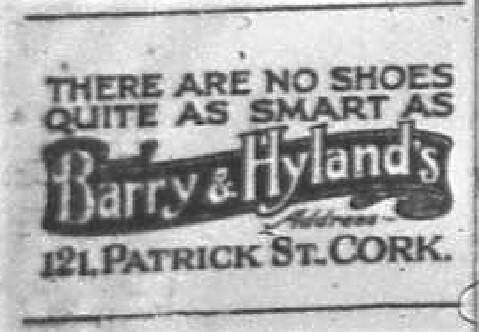 THERE ARE NO SHOES
QUITE AS SMART AS
Barry & Hyland's
Address
121, PATRICK ST. CORK.